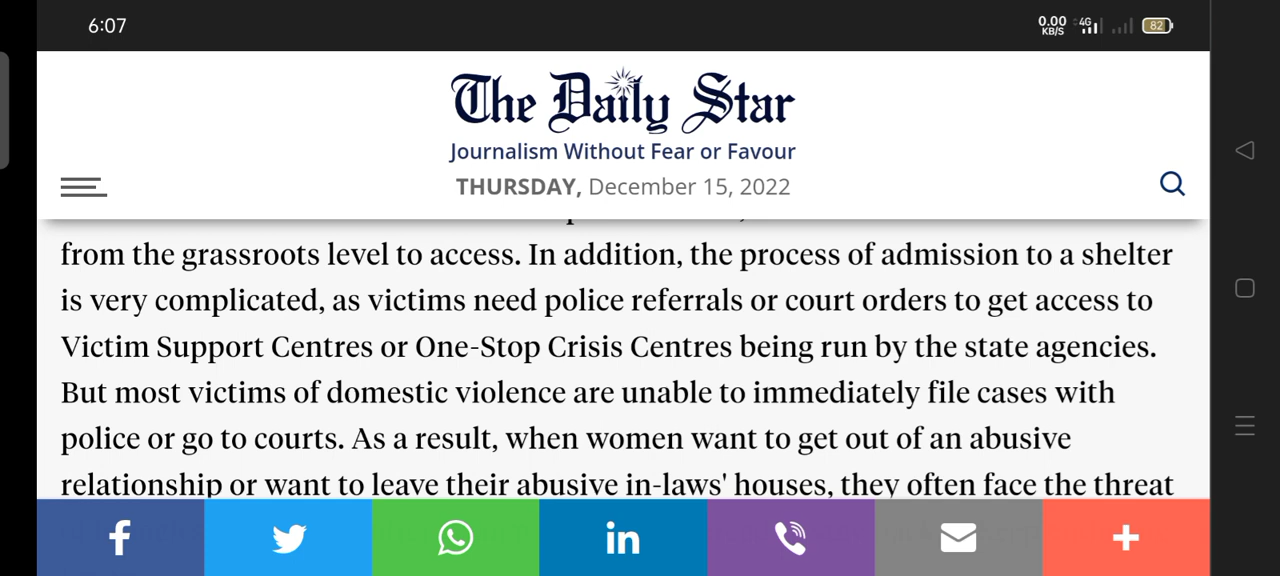 6:07
0.00
KB/S
4G
82
The Daily Star
Journalism Without Fear or Favour
THURSDAY, December 15, 2022
from the grassroots level to access. In addition, the process of admission to a shelter
is very complicated, as victims need police referrals or court orders to get access to
Victim Support Centres or One-Stop Crisis Centres being run by the state agencies.
But most victims of domestic violence are unable to immediately file cases with
police or go to courts. As a result, when women want to get out of an abusive
relationship or want to leave their abusive in-laws' houses, they often face the threat